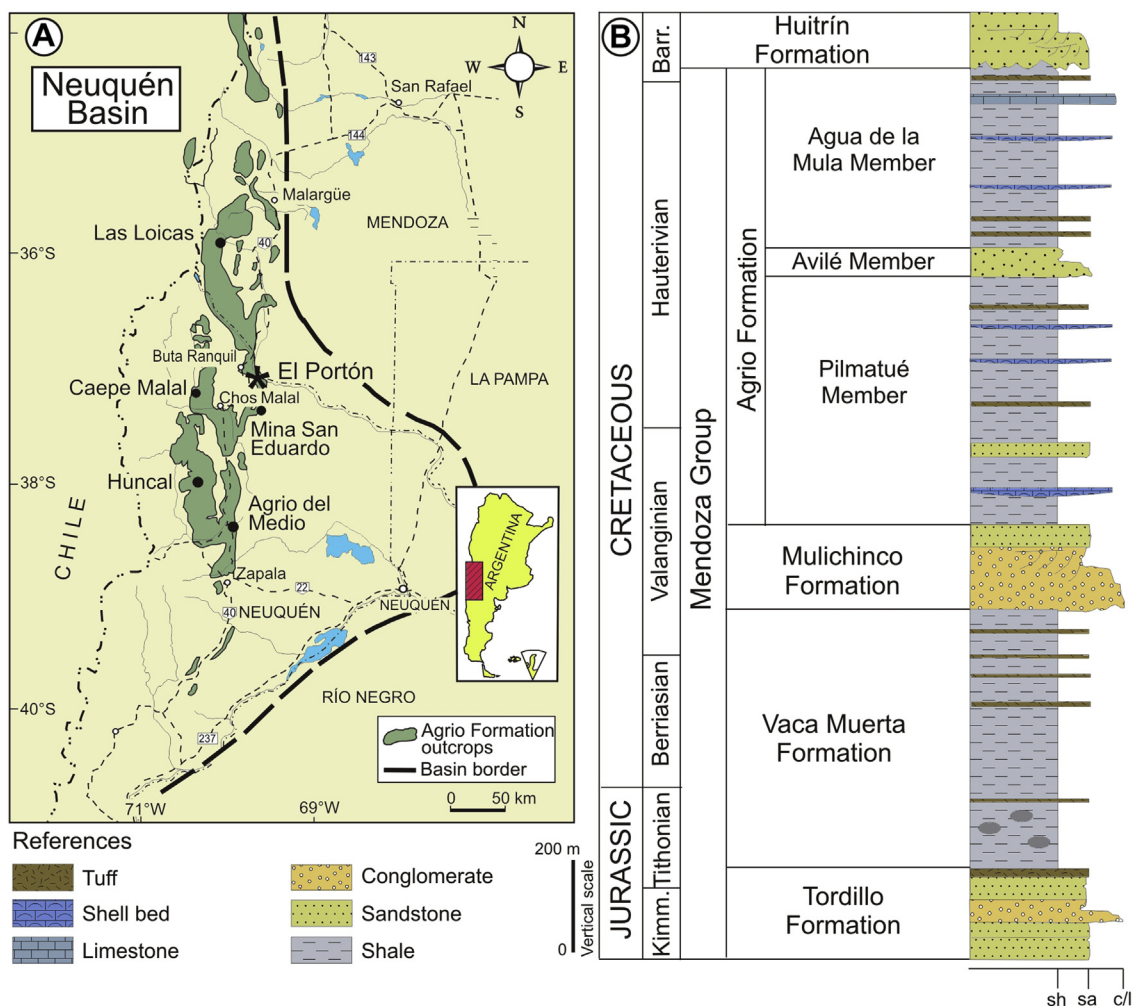 A
Neuquén
Basin
N
W
E
S
143
San Rafael
144
Malargüe
MENDOZA
Las Loicas
40
36°S
Buta Ranquil
El Portón
LA PAMPA
Caepe Malal
Chos Malal
Mina San
Eduardo
38°S
Huncal
Agrio del
Medio
CHILE
ARGENTINA
Zapala
22
NEUQUÉN
40
NEUQUÉN
RÍO NEGRO
40°S
237
Agrio Formation
outcrops
Basin border
0
50 km
71°W
69°W
References
Tuff
Shell bed
Limestone
Conglomerate
Sandstone
Shale
200 m
Vertical scale
0
B
CRETACEOUS
JURASSIC
Barr.
Hauterivian
Valanginian
Berriasian
Tithonian
Kimm.
Mendoza Group
Agrio Formation
Huitrín
Formation
Agua de la
Mula Member
Avilé Member
Pilmatué
Member
Mulichinco
Formation
Vaca Muerta
Formation
Tordillo
Formation
sh
sa
c/l